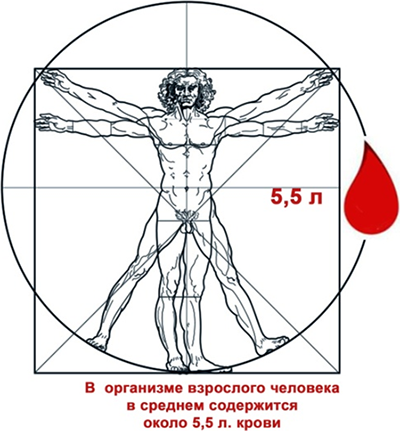 5,5 л
В организме взрослого человека
в среднем содержится
около 5,5 л. крови